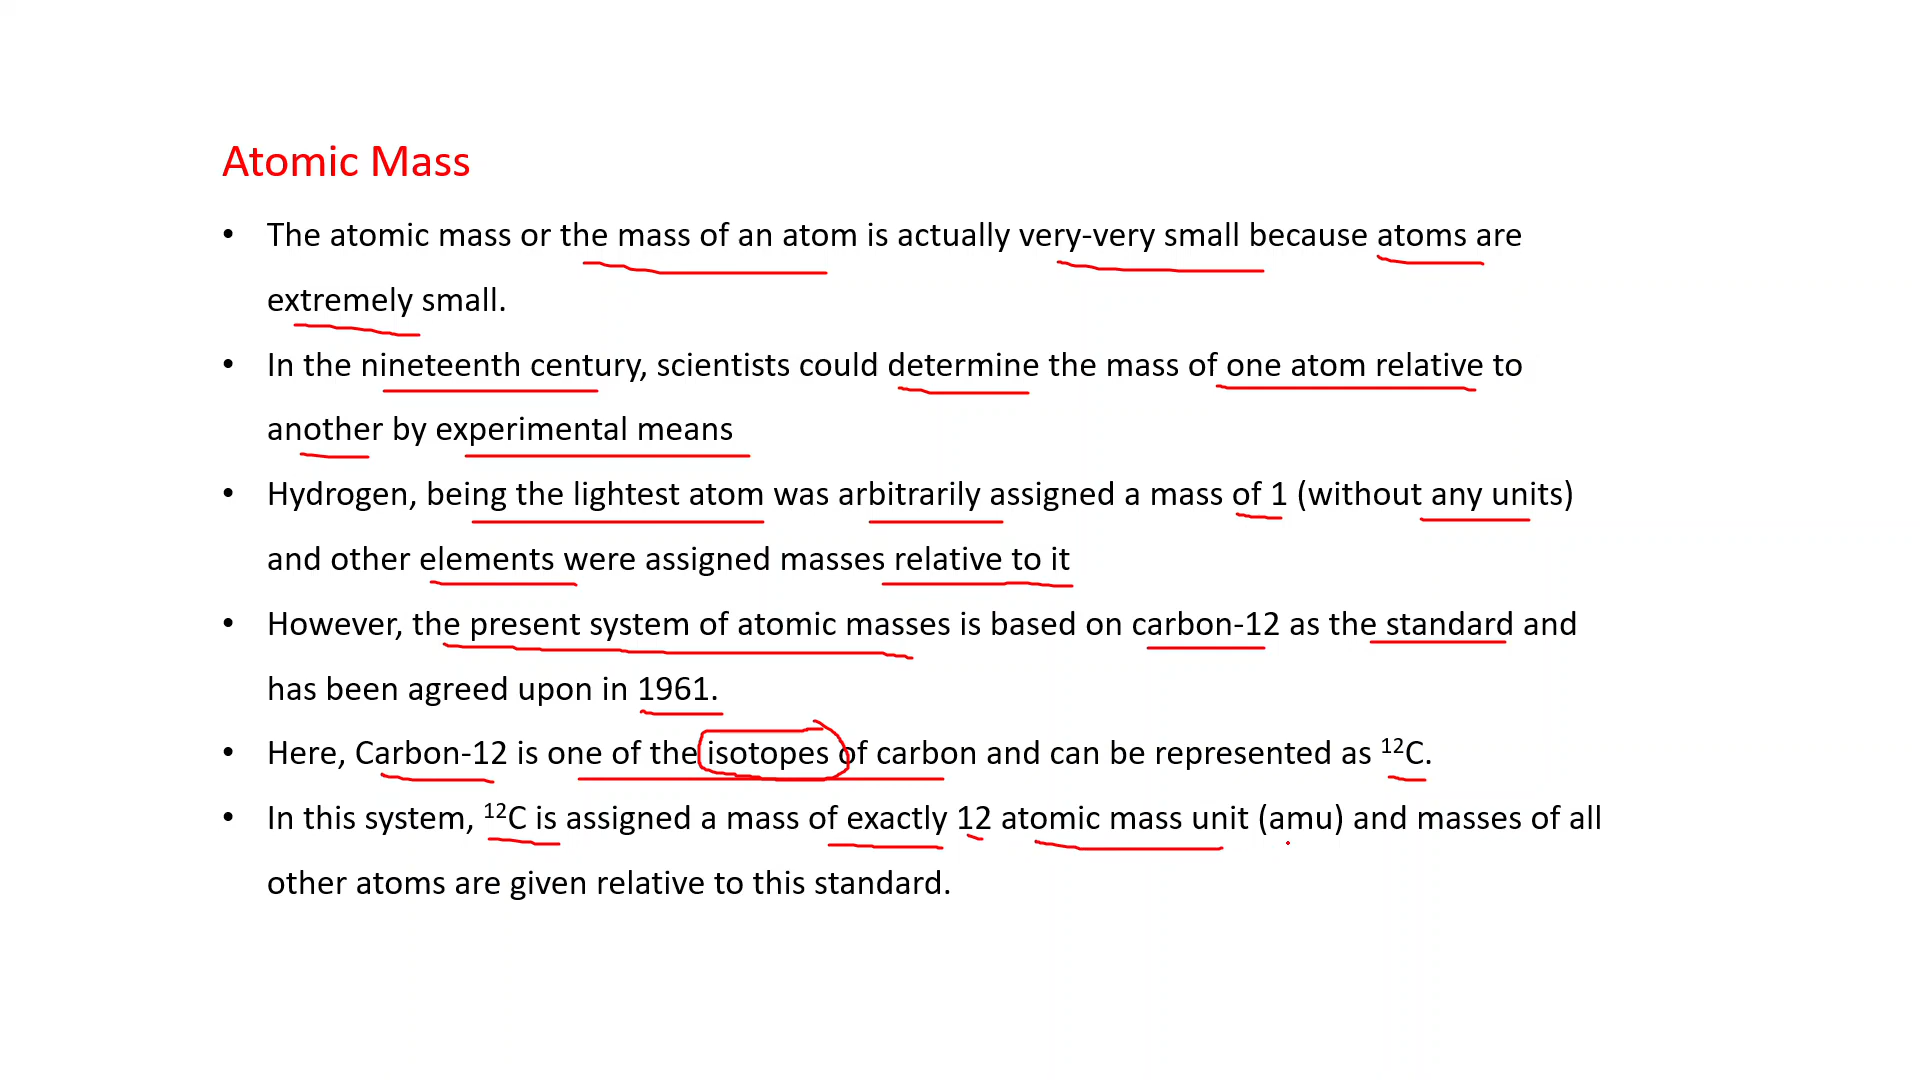 Atomic Mass
• The atomic mass or the mass of an atom is actually very-very small because atoms are
extremely small.
• In the nineteenth century, scientists could determine the mass of one atom relative to
another by experimental means
• Hydrogen, being the lightest atom was arbitrarily assigned a mass of 1 (without any units)
and other elements were assigned masses relative to it
• However, the present system of atomic masses is based on carbon-12 as the standard and
has been agreed upon in 1961.
• Here, Carbon-12 is one of the isotopes of carbon and can be represented as ¹²C.
• In this system, ¹²C is assigned a mass of exactly 12 atomic mass unit (amu) and masses of all
other atoms are given relative to this standard.